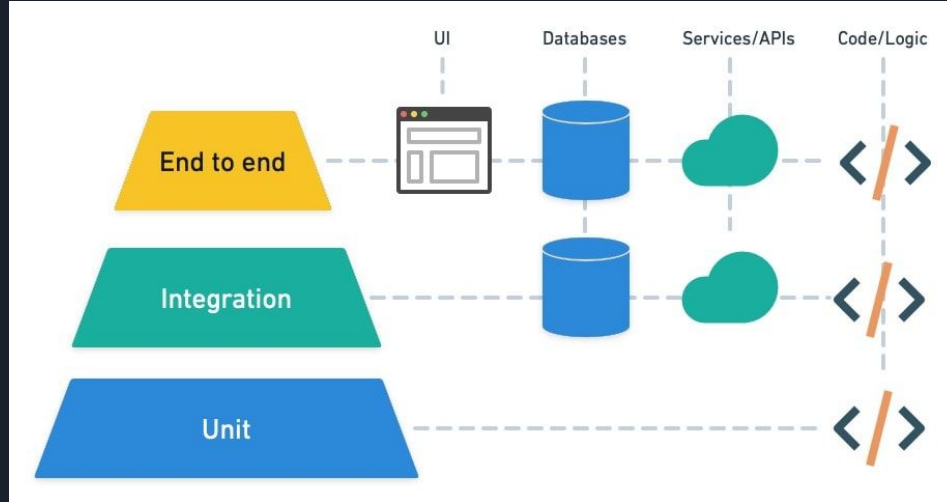 UI
Databases
Services/APIs
Code/Logic
End to end
Integration
Unit